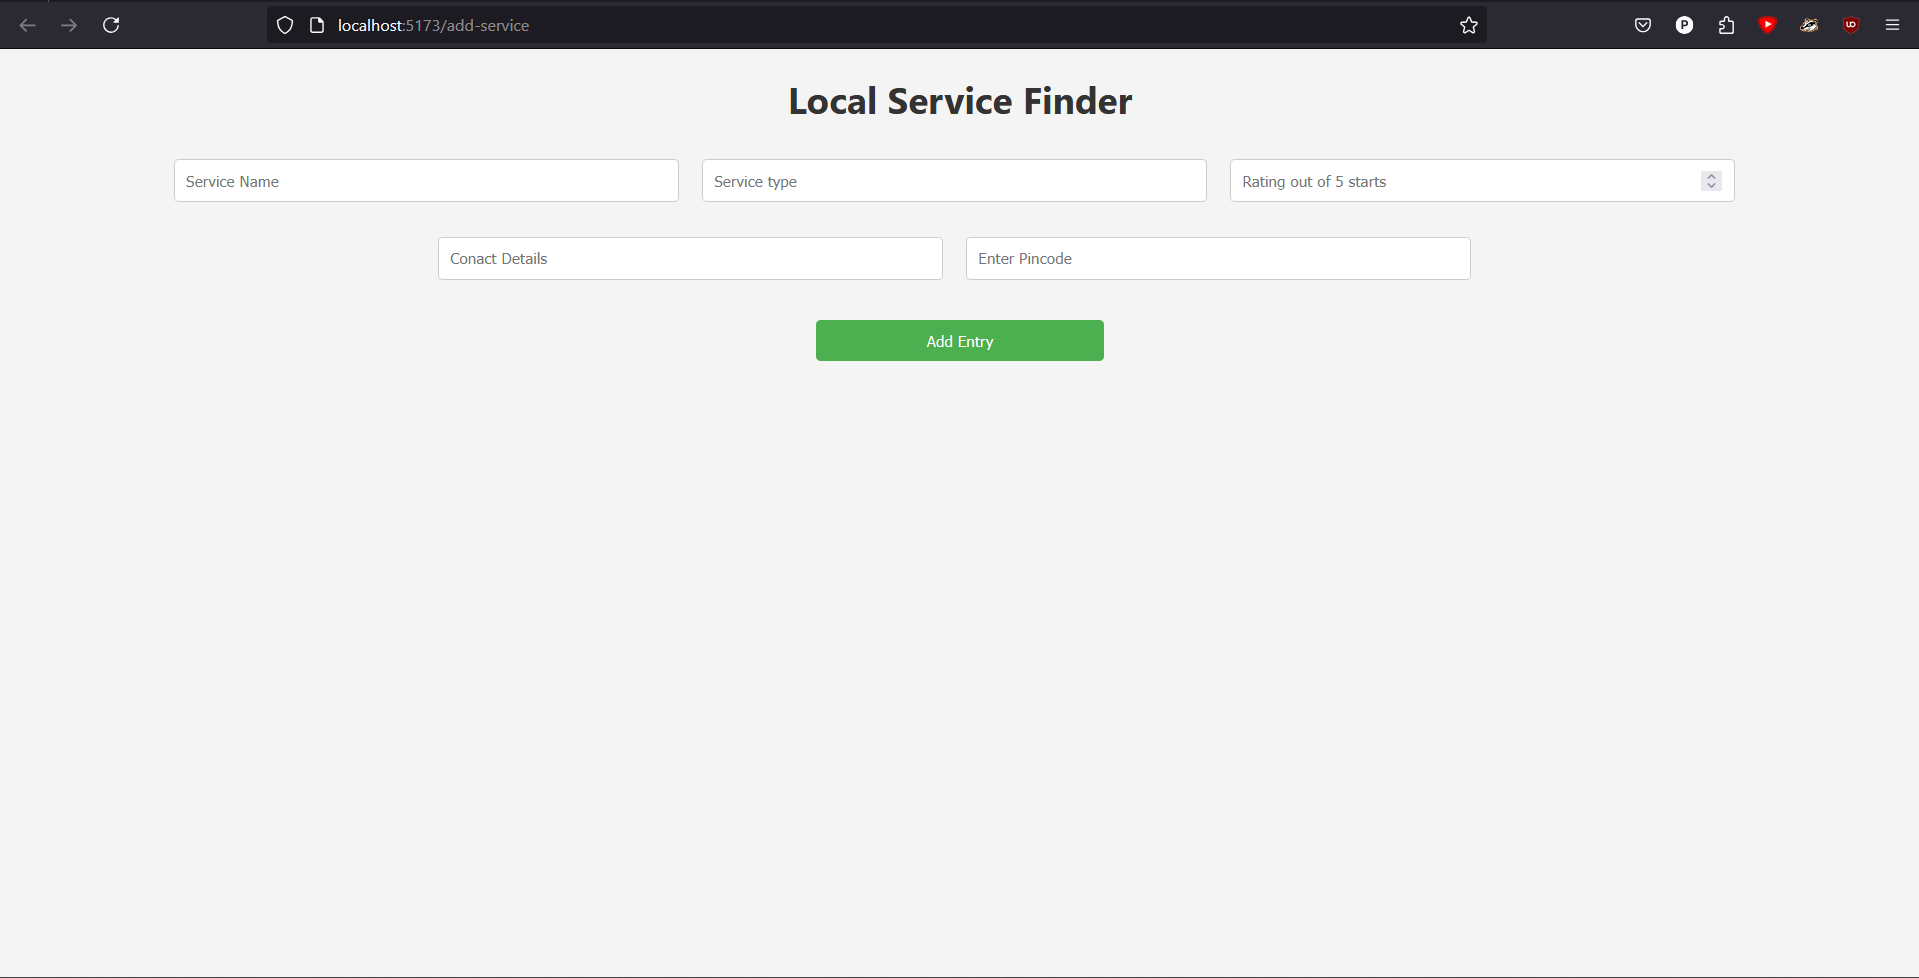 localhost:5173/add-service
P
UO
Local Service Finder
Service Name
Service type
Rating out of 5 starts
Conact Details
Enter Pincode
Add Entry